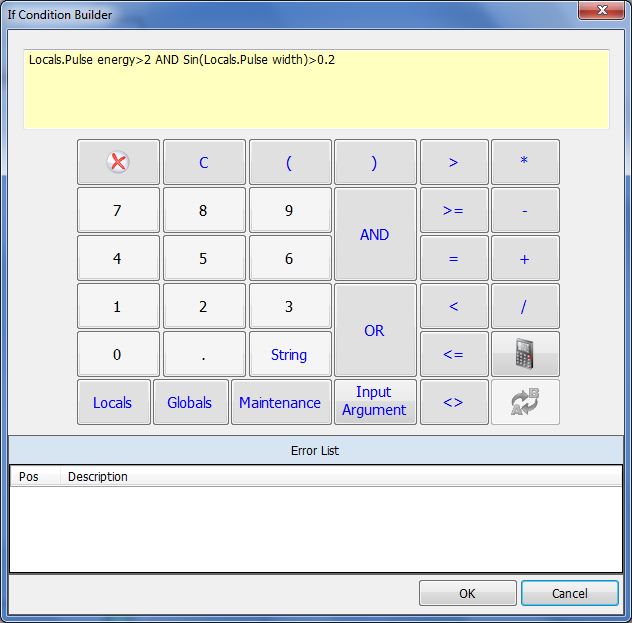 If Condition Builder
Locals.Pulse energy>2 AND Sin(Locals.Pulse width)>0.2
C ( ) > *
7 8 9 AND >= -
4 5 6 = +
1 2 3 OR < /
0 . String <=
Locals Globals Maintenance Input Argument <>
Error List
Pos Description
OK Cancel